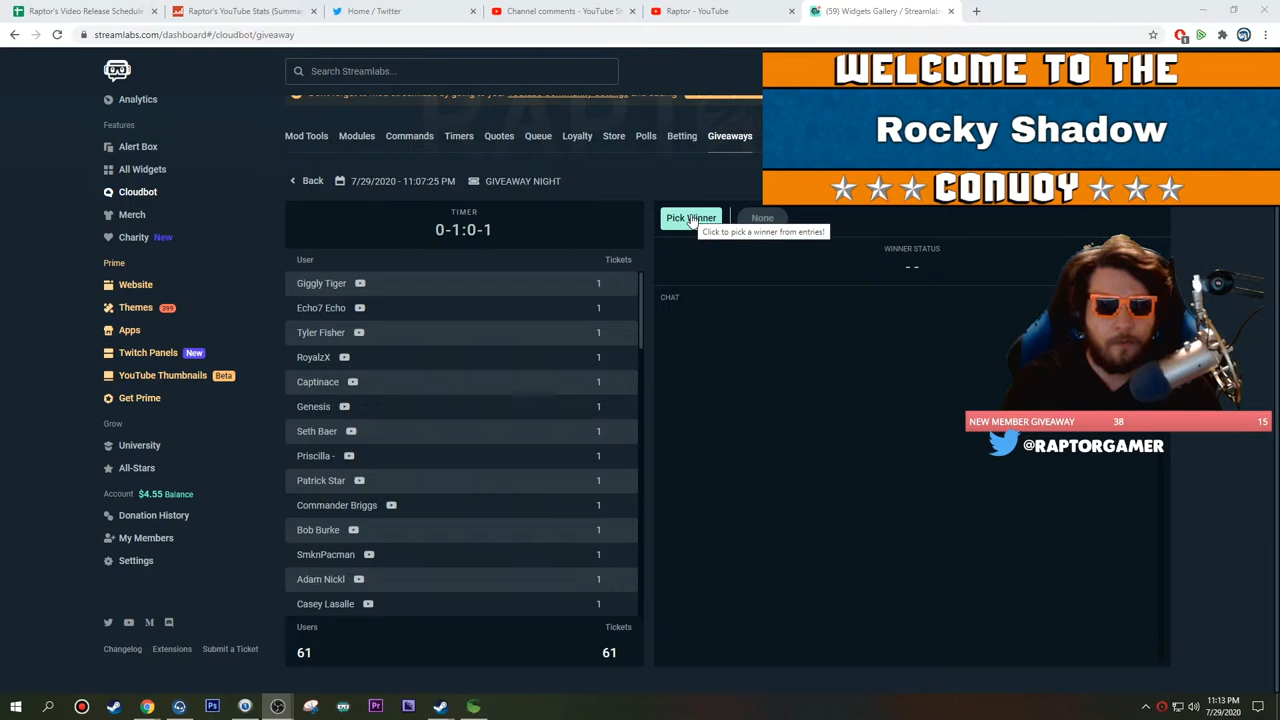 Raptor's Video Release Schedule
Raptor's YouTube Stats (Summa
Home / Twitter
Channel comments - YouTube S
Raptor - YouTube
(59) Widgets Gallery / Streamlab
streamlabs.com/dashboard#/cloudbot/giveaway
Search Streamlabs...
WELCOME TO THE
Rocky Shadow
CONVOY
Analytics
Features
Alert Box
All Widgets
Cloudbot
Merch
Charity New
Prime
Website
Themes 399
Apps
Twitch Panels New
YouTube Thumbnails Beta
Get Prime
Grow
University
All-Stars
Account $4.55 Balance
Donation History
My Members
Settings
Changelog Extensions Submit a Ticket
Mod Tools Modules Commands Timers Quotes Queue Loyalty Store Polls Betting Giveaways
Back 7/29/2020 - 11:07:25 PM GIVEAWAY NIGHT
TIMER
0-1:0-1
User Tickets
Giggly Tiger 1
Echo7 Echo 1
Tyler Fisher 1
RoyalzX 1
Captinace 1
Genesis 1
Seth Baer 1
Priscilla - 1
Patrick Star 1
Commander Briggs 1
Bob Burke 1
SmknPacman 1
Adam Nickl 1
Casey Lasalle 1
Users Tickets
61 61
Pick Winner None
Click to pick a winner from entries!
WINNER STATUS
- -
CHAT
NEW MEMBER GIVEAWAY 38 15
@RAPTORGAMER
11:13 PM
7/29/2020